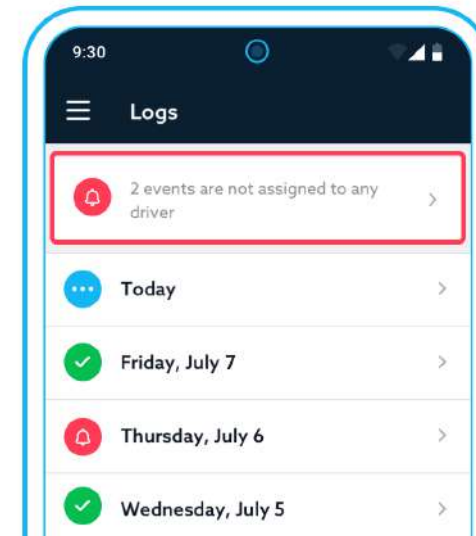 9:30
Logs
2 events are not assigned to any
driver
Today
Friday, July 7
Thursday, July 6
Wednesday, July 5